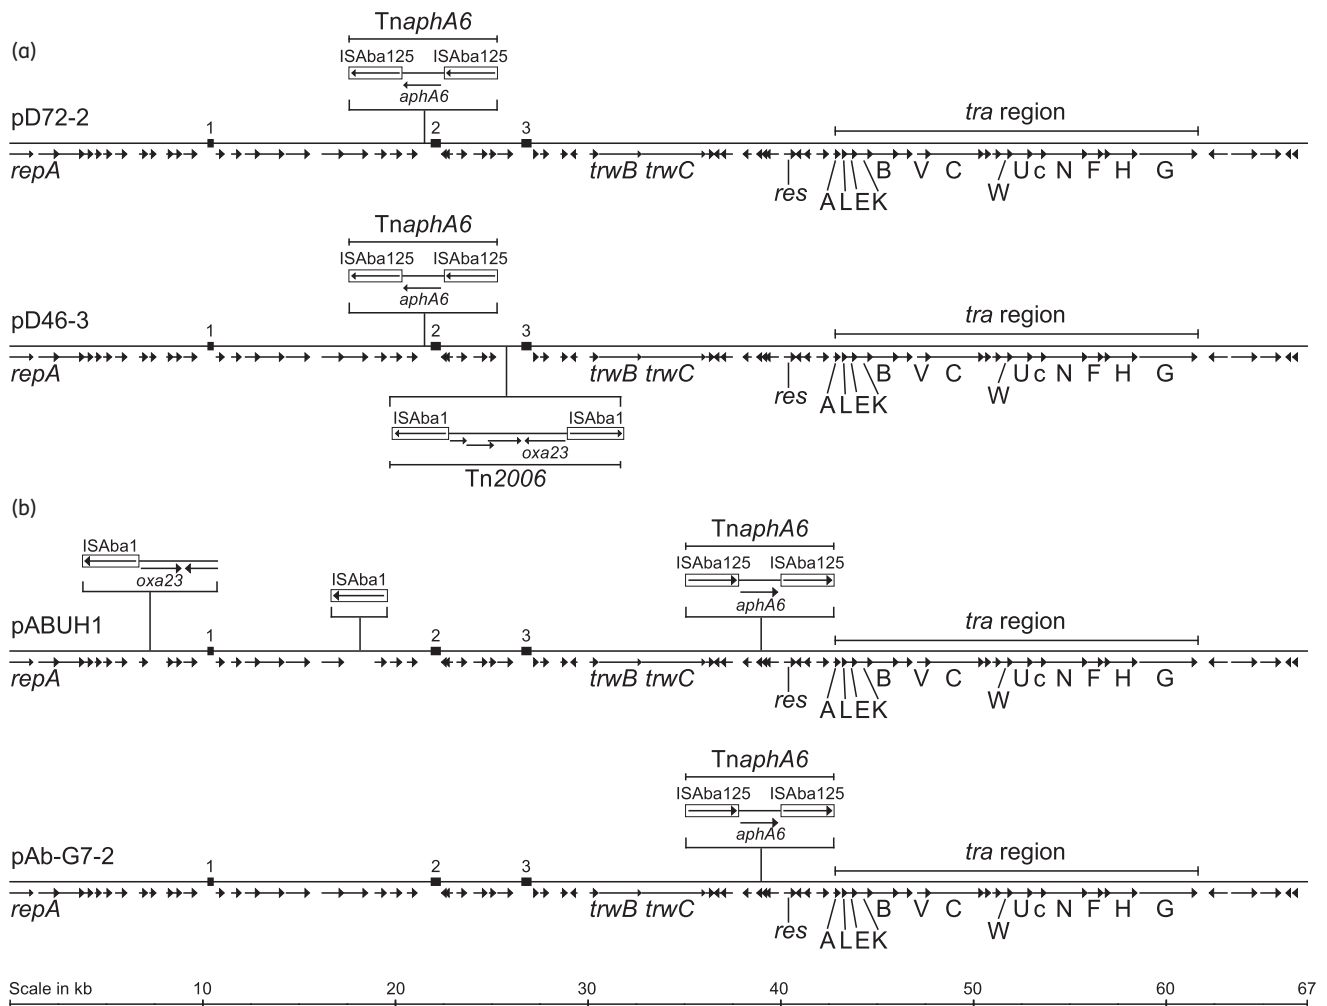 (a)
TnaphA6
ISAba125 ISAba125
aphA6
pD72-2
tra region
1 2 3
repA trwB trwC res A L E K B V C W U c N F H G
TnaphA6
ISAba125 ISAba125
aphA6
pD46-3
tra region
1 2 3
repA trwB trwC res A L E K B V C W U c N F H G
ISAba1 ISAba1
oxa23
Tn2006
(b)
TnaphA6
ISAba1
oxa23
ISAba1
ISAba125 ISAba125
aphA6
pABUH1
tra region
1 2 3
repA trwB trwC res A L E K B V C W U c N F H G
TnaphA6
ISAba125 ISAba125
aphA6
pAb-G7-2
tra region
1 2 3
repA trwB trwC res A L E K B V C W U c N F H G
Scale in kb 10 20 30 40 50 60 67